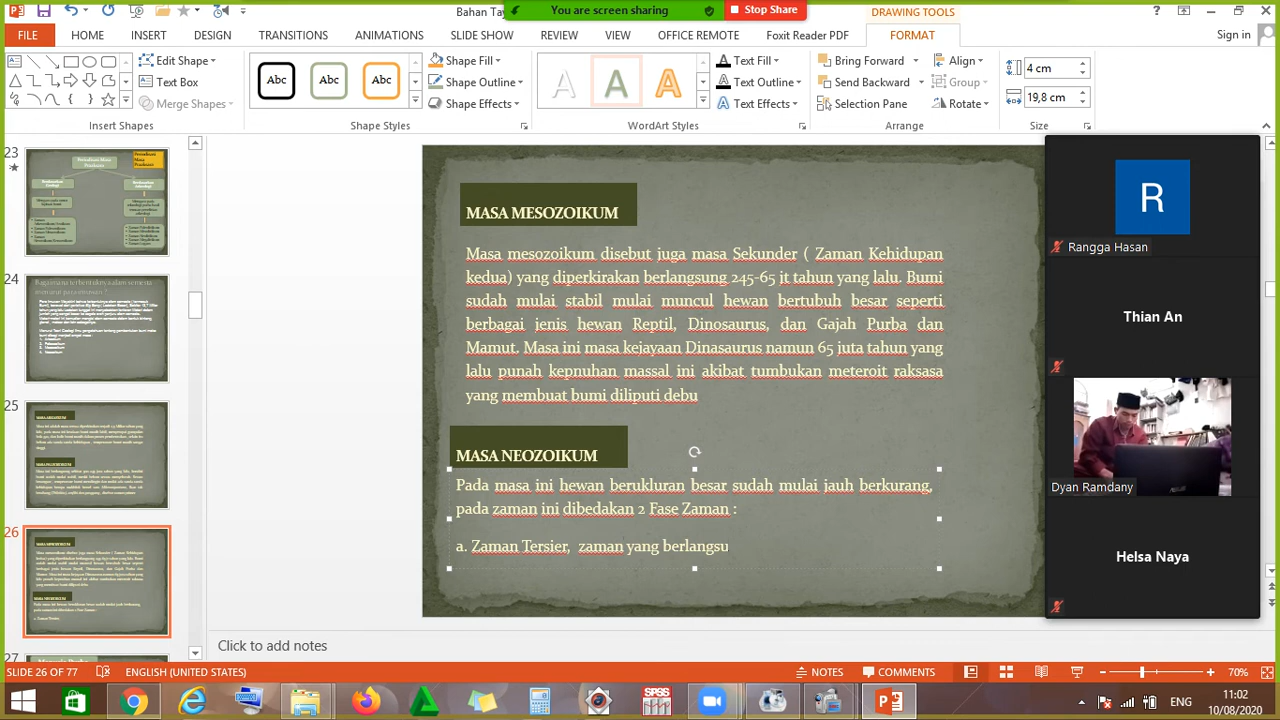 Bahan Tay
You are screen sharing
Stop Share
DRAWING TOOLS
?
FILE
HOME
INSERT
DESIGN
TRANSITIONS
ANIMATIONS
SLIDE SHOW
REVIEW
VIEW
OFFICE REMOTE
Foxit Reader PDF
FORMAT
Sign in
Edit Shape
Text Box
Merge Shapes
Insert Shapes
Abc
Abc
Abc
Shape Fill
Shape Outline
Shape Effects
Shape Styles
A
A
A
Text Fill
Text Outline
Text Effects
WordArt Styles
Bring Forward
Send Backward
Selection Pane
Align
Group
Rotate
Arrange
4 cm
19,8 cm
Size
23
24
25
26
27
MASA MESOZOIKUM
Masa mesozoikum disebut juga masa Sekunder ( Zaman Kehidupan
kedua) yang diperkirakan berlangsung 245-65 jt tahun yang lalu. Bumi
sudah mulai stabil mulai muncul hewan bertubuh besar seperti
sebagai jenis hewan Reptil, Dinosaurus dan Gajah Purba dan
Mamut. Masa ini masa kejayaan Dinasaurus namun 65 juta tahun yang
lalu punah kepnuhan massal ini akibat tumbukan meteroit raksasa
yang membuat bumi diliputi debu
MASA NEOZOIKUM
Pada masa ini hewan berukluran besar sudah mulai jauh berkurang,
pada zaman ini dibedakan 2 Fase Zaman :
a. Zaman Tersier, zaman yang berlangsu
R
Rangga Hasan
Thian An
Dyan Ramdany
Helsa Naya
Click to add notes
SLIDE 26 OF 77
ENGLISH (UNITED STATES)
NOTES
COMMENTS
70%
SPSS
ENG
11:02
10/08/2020